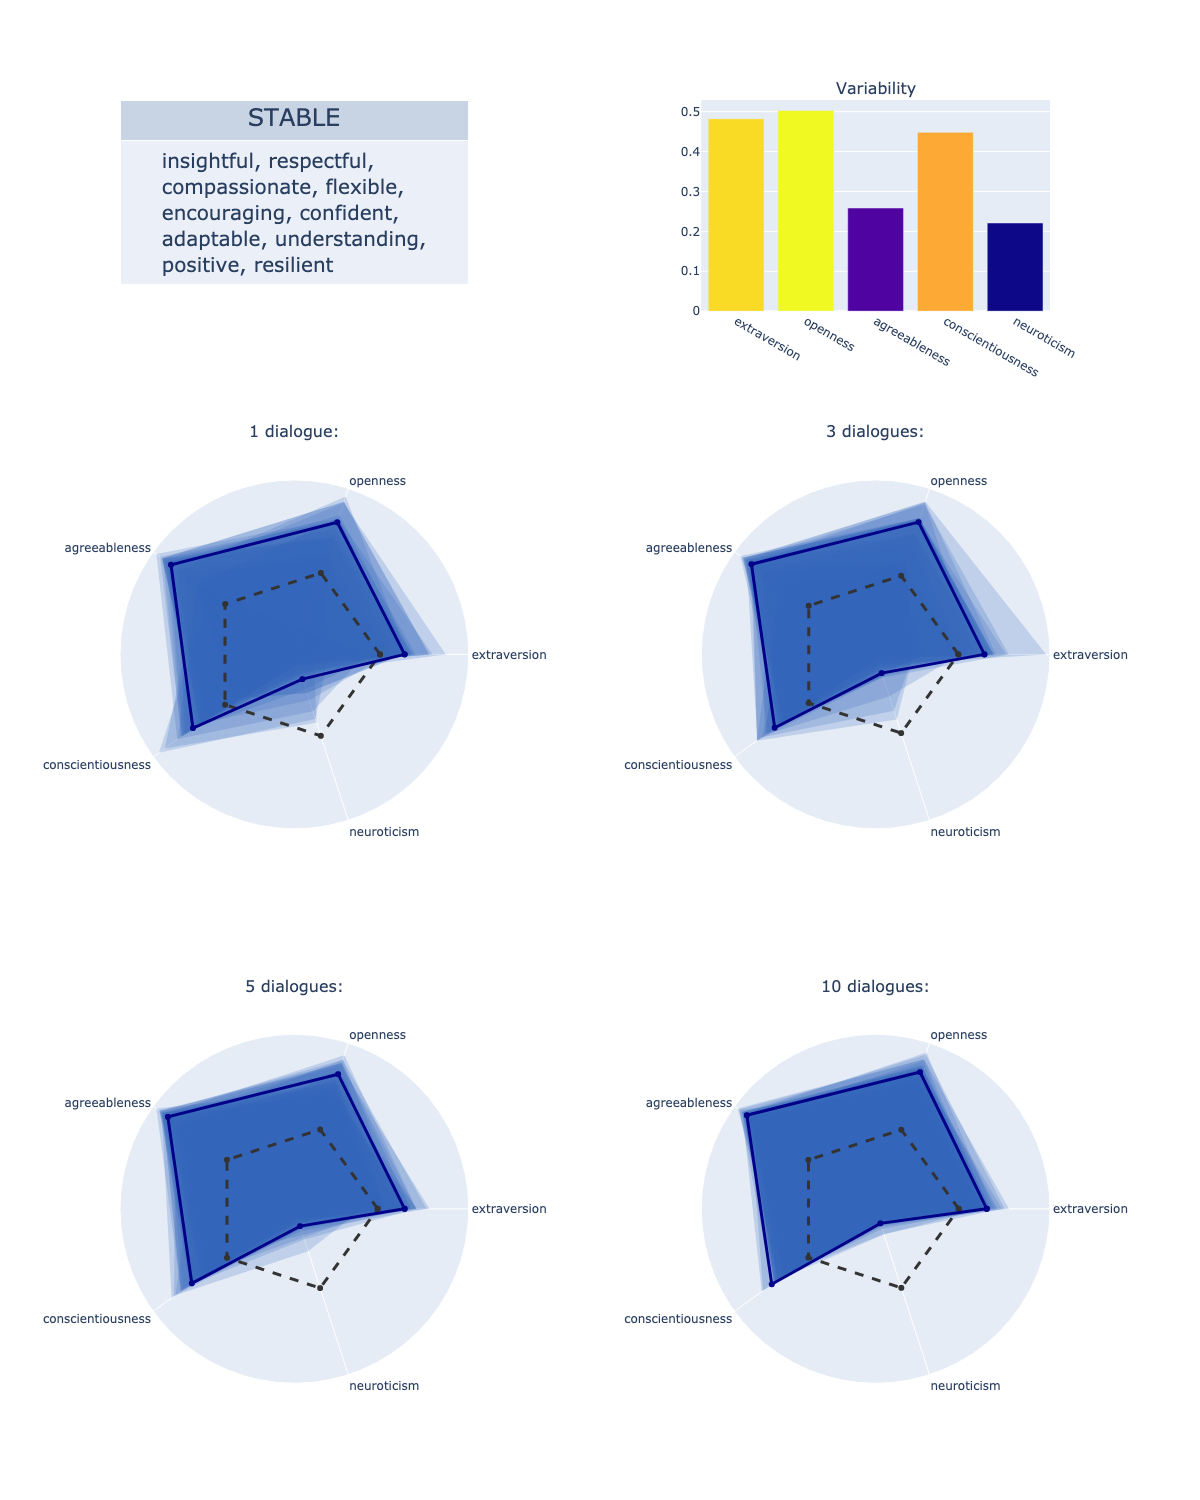 STABLE
insightful, respectful,
compassionate, flexible,
encouraging, confident,
adaptable, understanding,
positive, resilient
Variability
0.5
0.4
0.3
0.2
0.1
0
extraversion
openness
agreeableness
conscientiousness
neuroticism
1 dialogue:
openness
agreeableness
extraversion
conscientiousness
neuroticism
3 dialogues:
openness
agreeableness
extraversion
conscientiousness
neuroticism
5 dialogues:
openness
agreeableness
extraversion
conscientiousness
neuroticism
10 dialogues:
openness
agreeableness
extraversion
conscientiousness
neuroticism